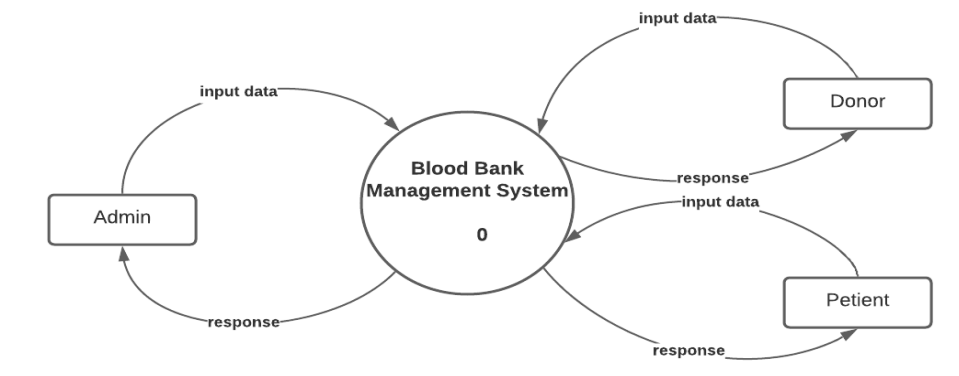 input data
Donor
input data
Blood Bank
Management System
response
input data
Admin
0
Petient
response
response